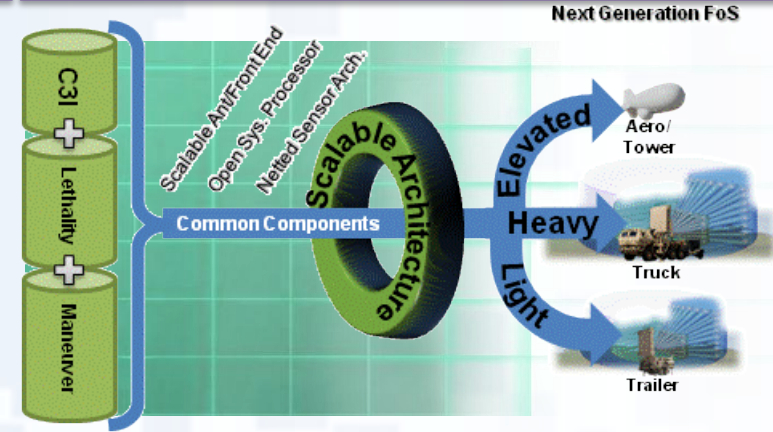 Next Generation FoS
C3I
+
Lethality
+
Maneuver
Scalable Ant/Front End
Open Sys. Processor
Netted Sensor Arch.
Common Components
Scalable Architecture
Elevated
Heavy
Light
Aero/
Tower
Truck
Trailer